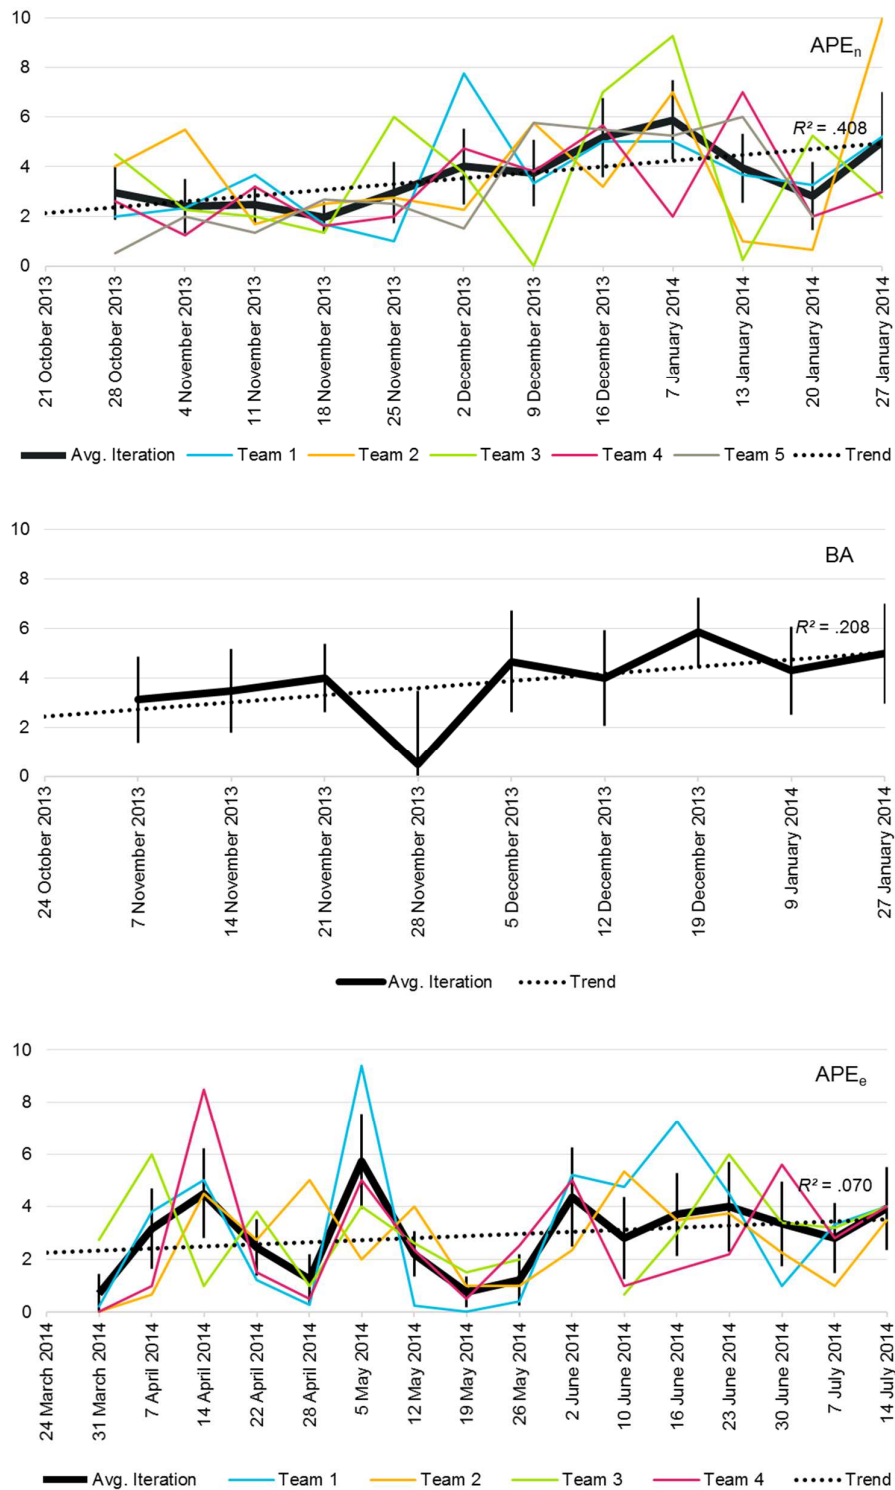 10
APEn
8
6
R² = .408
4
2
0
21 October 2013
28 October 2013
4 November 2013
11 November 2013
18 November 2013
25 November 2013
2 December 2013
9 December 2013
16 December 2013
7 January 2014
13 January 2014
20 January 2014
27 January 2014
Avg. Iteration Team 1 Team 2 Team 3 Team 4 Team 5 Trend
10
BA
8
6
R² = .208
4
2
0
24 October 2013
7 November 2013
14 November 2013
21 November 2013
28 November 2013
5 December 2013
12 December 2013
19 December 2013
9 January 2014
27 January 2014
Avg. Iteration Trend
10
APEe
8
6
R² = .070
4
2
0
24 March 2014
31 March 2014
7 April 2014
14 April 2014
22 April 2014
28 April 2014
5 May 2014
12 May 2014
19 May 2014
26 May 2014
2 June 2014
10 June 2014
16 June 2014
23 June 2014
30 June 2014
7 July 2014
14 July 2014
Avg. Iteration Team 1 Team 2 Team 3 Team 4 Trend